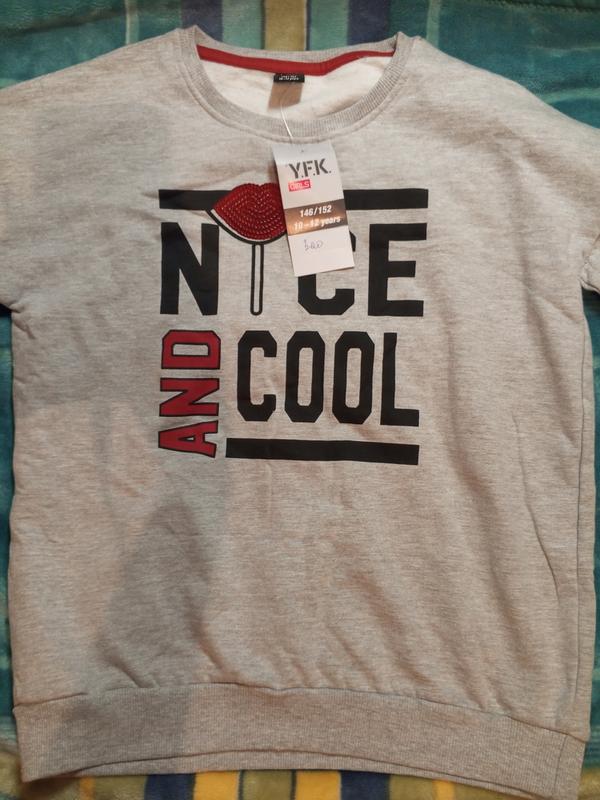 Y.F.K.
GIRLS
146/152
10-12 years
NICE
AND
COOL